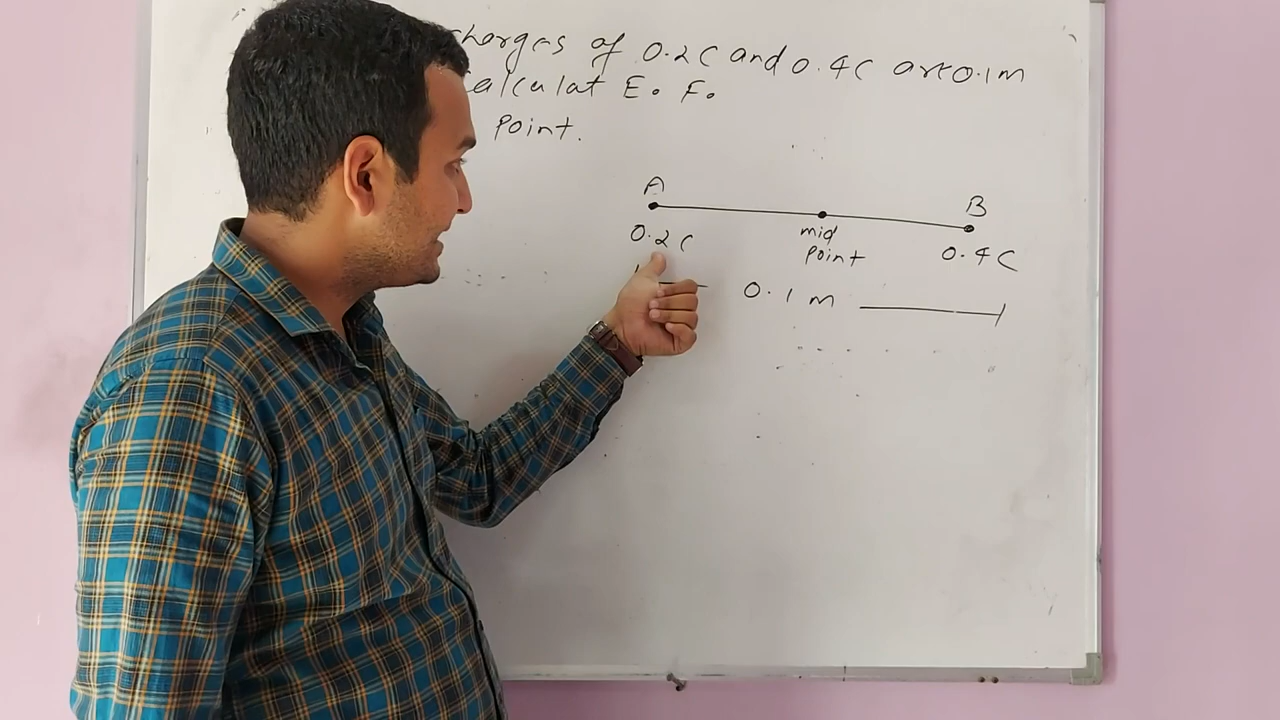 charges of 0.2C and 0.4C are 0.1m
calculat E. F.
Point.
A
B
0.2C
mid
Point
0.4C
0.1 m